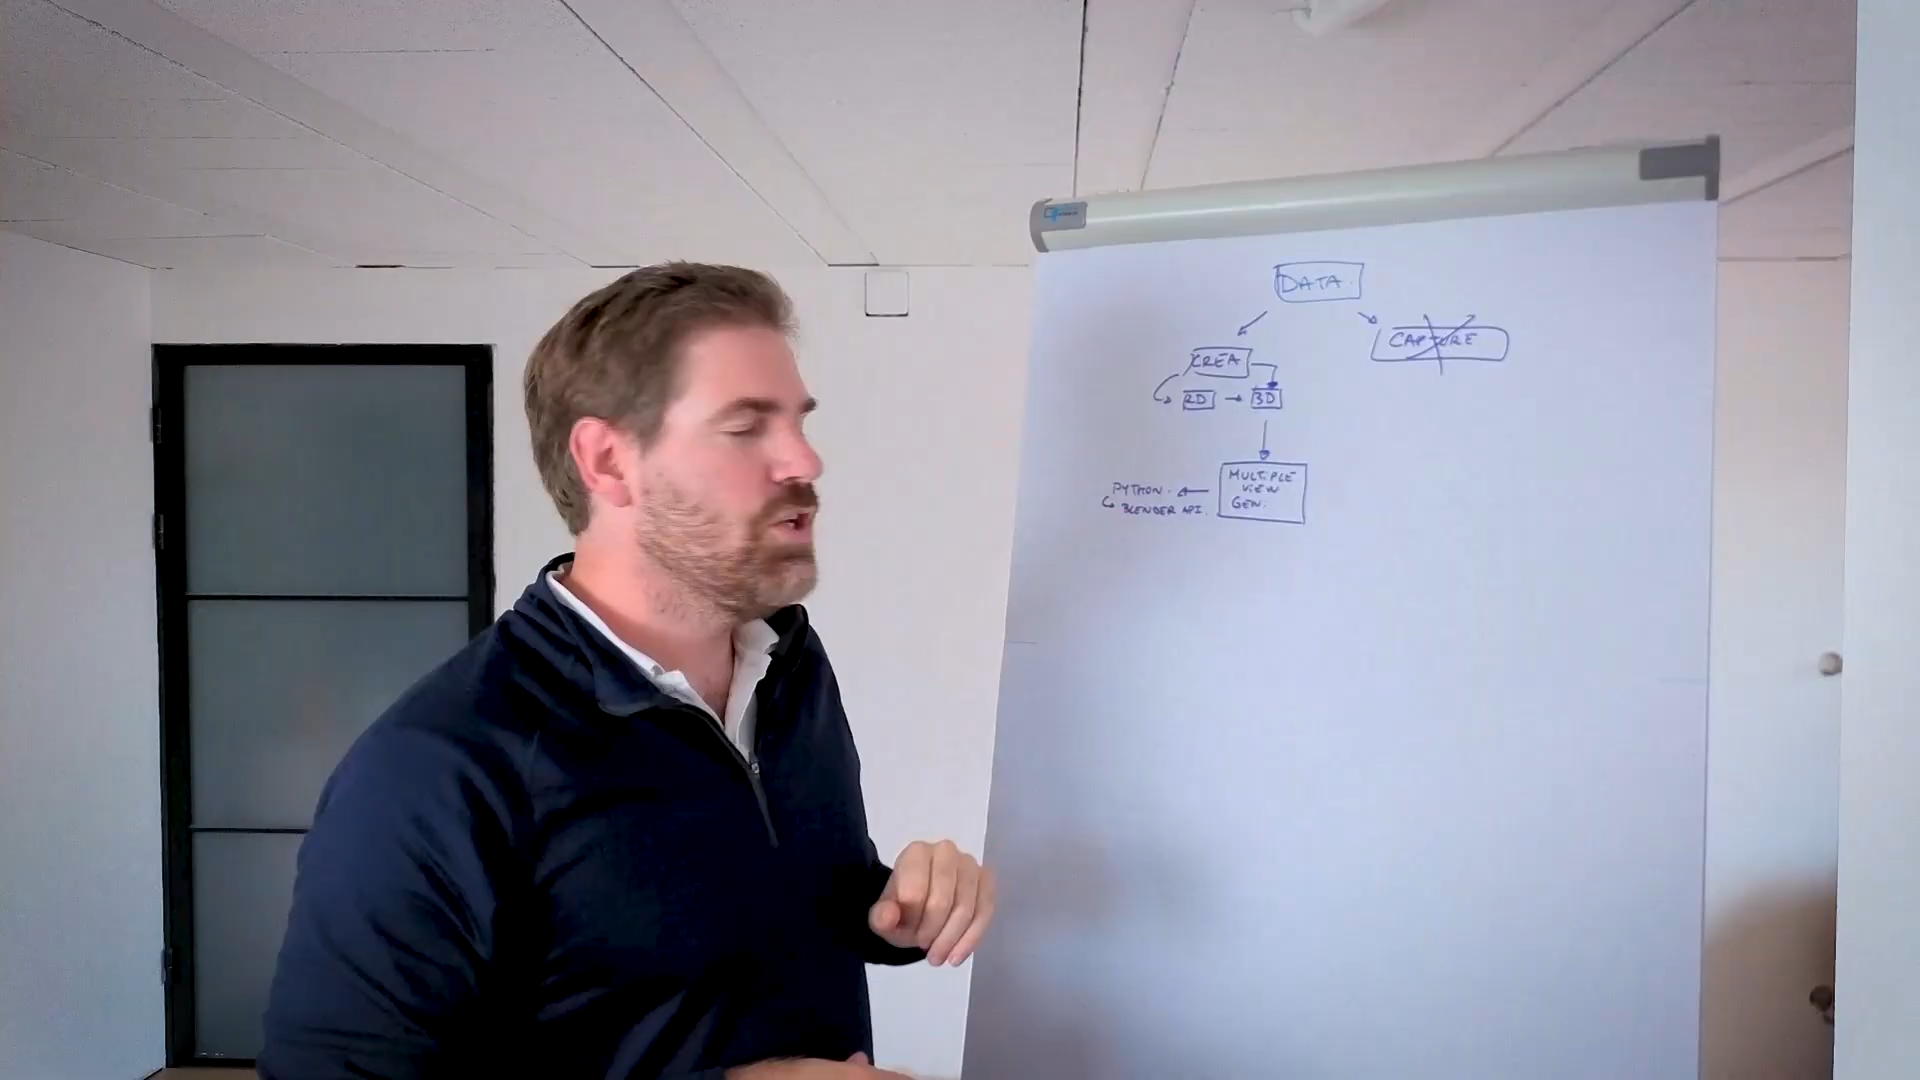 DATA.
CAPTURE
CREA
2D
3D
MULTIPLE
VIEW
GEN.
PYTHON.
BLENDER API.